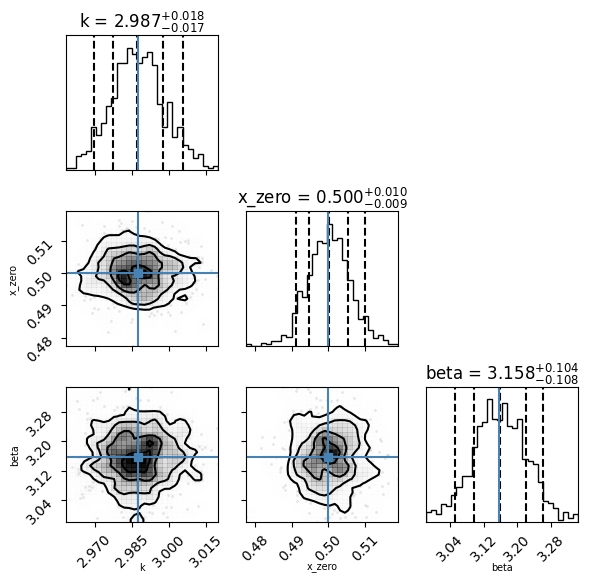 k = 2.987+0.018 −0.017
x_zero = 0.500+0.010 −0.009
x_zero
0.51
0.50
0.49
0.48
beta = 3.158+0.104 −0.108
beta
3.28
3.20
3.12
3.04
2.970 2.985 3.000 3.015
k
0.48 0.49 0.50 0.51
x_zero
3.04 3.12 3.20 3.28
beta